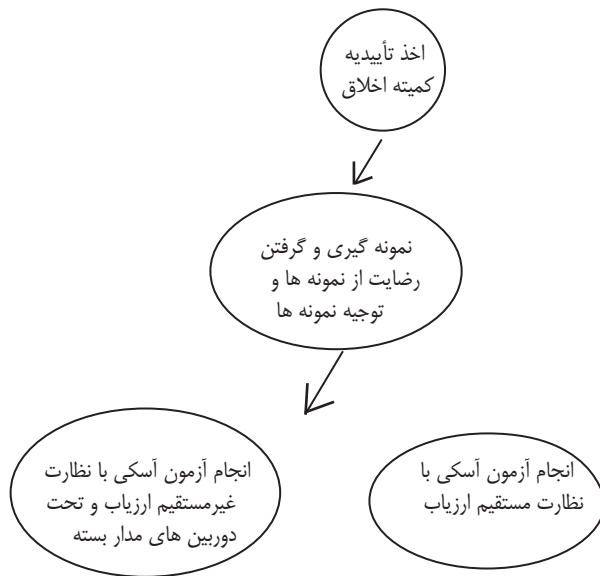 اخذ تأییدیه
کمیته اخلاق
نمونه گیری و گرفتن
رضایت از نمونه ها و
توجیه نمونه ها
انجام آزمون آسکی با
نظارت مستقیم ارزیاب
انجام آزمون آسکی با نظارت
غیرمستقیم ارزیاب و تحت
دوربین های مدار بسته